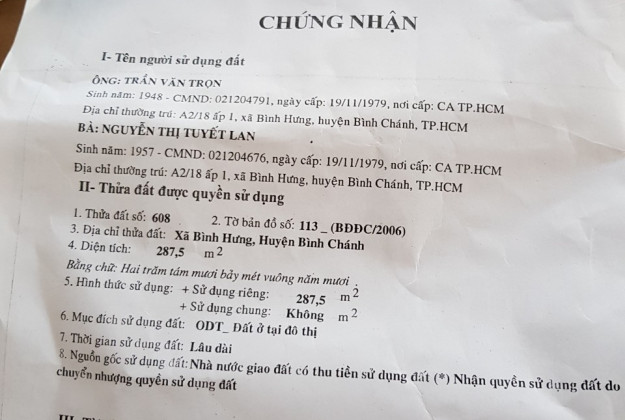 CHỨNG NHẬN
I- Tên người sử dụng đất
ÔNG: TRẦN VĂN TRỌN
Sinh năm: 1948 - CMND: 021204791, ngày cấp: 19/11/1979, nơi cấp: CA TP.HCM
Địa chỉ thường trú: A2/18 ấp 1, xã Bình Hưng, huyện Bình Chánh, TP.HCM
BÀ: NGUYỄN THỊ TUYẾT LAN
Sinh năm: 1957 - CMND: 021204676, ngày cấp: 19/11/1979, nơi cấp: CA TP.HCM
Địa chỉ thường trú: A2/18 ấp 1, xã Bình Hưng, huyện Bình Chánh, TP.HCM
II- Thửa đất được quyền sử dụng
1. Thửa đất số: 608 2. Tờ bản đồ số: 113 _ (BĐĐC/2006)
3. Địa chỉ thửa đất: Xã Bình Hưng, Huyện Bình Chánh
4. Diện tích: 287,5 m2
Bằng chữ: Hai trăm tám mươi bảy mét vuông năm mươi
5. Hình thức sử dụng: + Sử dụng riêng: 287,5 m2
+ Sử dụng chung: Không m2
6. Mục đích sử dụng đất: ODT_ Đất ở tại đô thị
7. Thời gian sử dụng đất: Lâu dài
8. Nguồn gốc sử dụng đất: Nhà nước giao đất có thu tiền sử dụng đất (*) Nhận quyền sử dụng đất do
chuyển nhượng quyền sử dụng đất